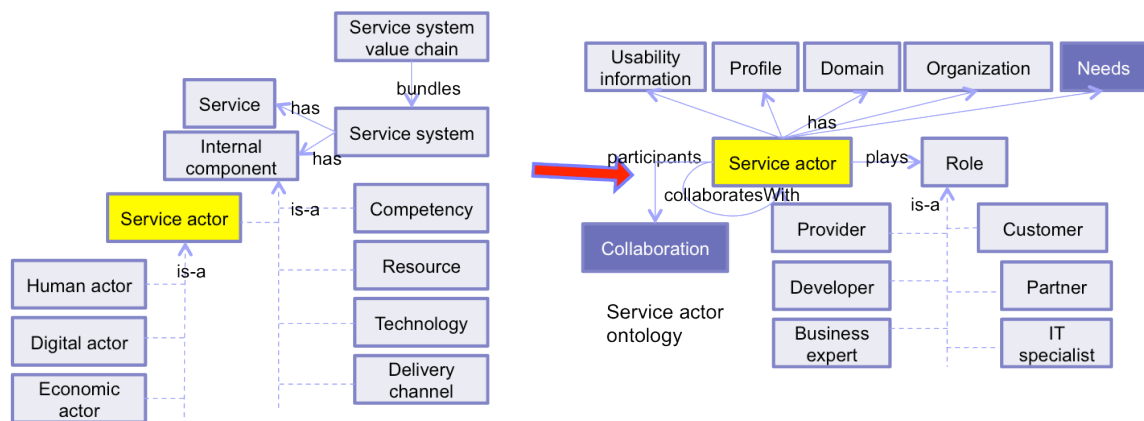 Service system
value chain
bundles
Service
has
Service system
Internal
component
has
is-a
Service actor
Competency
is-a
Human actor
Resource
Digital actor
Technology
Economic
actor
Delivery
channel
Usability
information
Profile
Domain
Organization
Needs
has
participants
Service actor
plays
Role
collaboratesWith
is-a
Collaboration
Provider
Customer
Developer
Partner
Service actor
ontology
Business
expert
IT
specialist